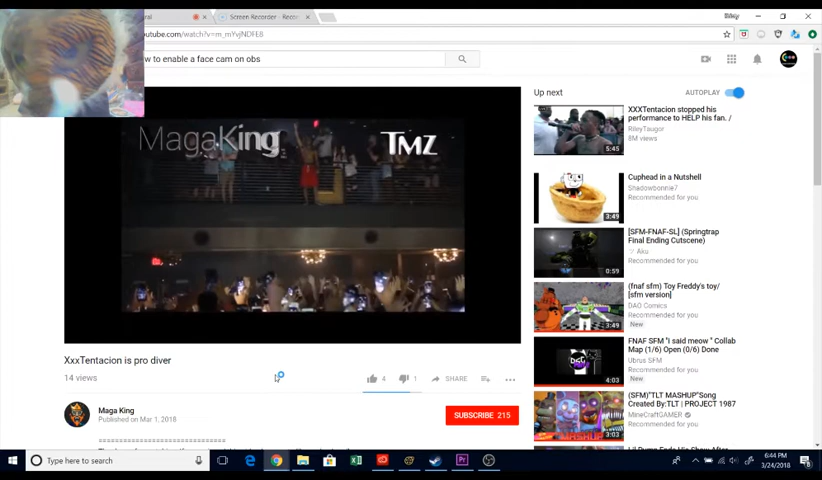 ral
Screen Recorder - Reco
Riley
utube.com/watch?v=m_mYvjNDFE8
w to enable a face cam on obs
MagaKing
TMZ
Up next
AUTOPLAY
XXXTentacion stopped his
performance to HELP his fan. /
RileyTaugor
8M views
5:45
Cuphead in a Nutshell
Shadowbonnie7
Recommended for you
3:49
[SFM-FNAF-SL] (Springtrap
Final Ending Cutscene)
Aku
Recommended for you
0:59
(fnaf sfm) Toy Freddy's toy/
[sfm version]
DAO Comics
Recommended for you
New
3:49
FNAF SFM "I said meow " Collab
Map (1/6) Open (0/6) Done
Ubrus SFM
Recommended for you
New
4:03
(SFM)"TLT MASHUP"Song
Created By:TLT | PROJECT 1987
MineCraftGAMER
Recommended for you
3:03
XxxTentacion is pro diver
14 views
4
1
SHARE
Maga King
Published on Mar 1, 2018
SUBSCRIBE 215
==============================
Type here to search
6:44 PM
3/24/2018